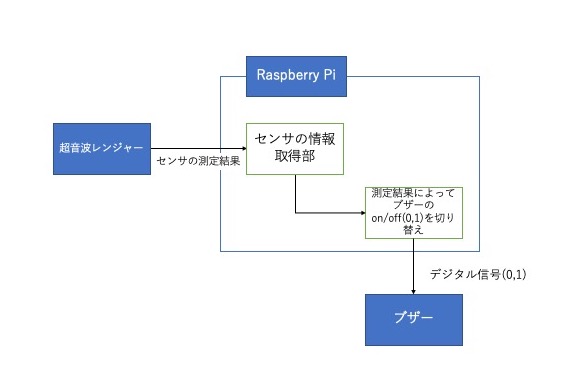 Raspberry Pi
超音波レンジャー
センサの測定結果
センサの情報
取得部
測定結果によって
ブザーの
on/off(0,1)を切り
替え
デジタル信号(0,1)
ブザー